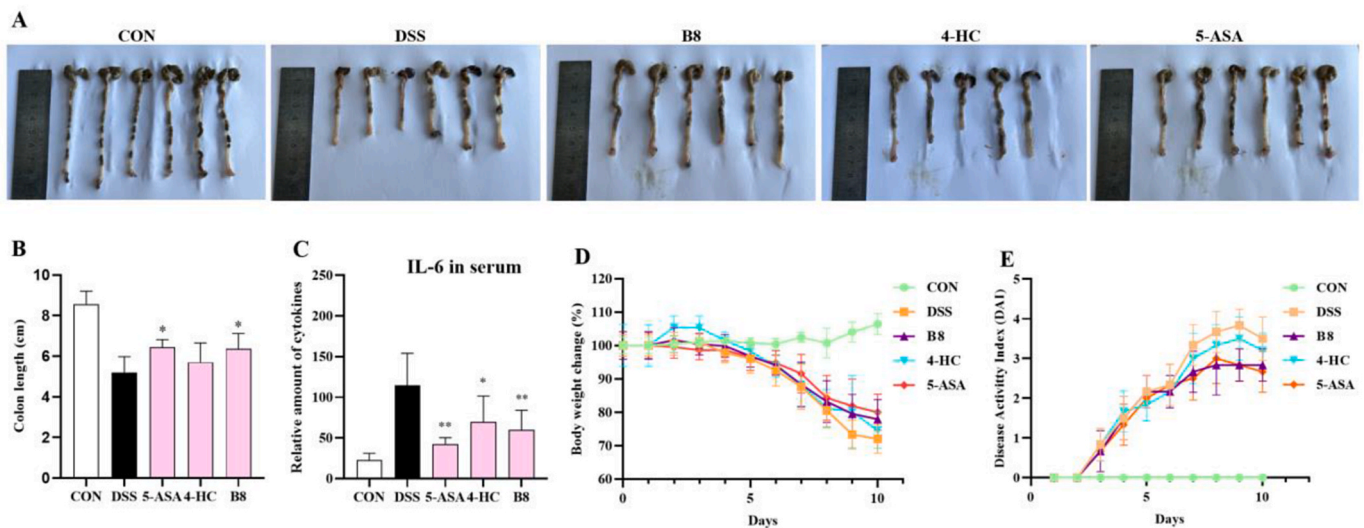 A
CON
DSS
B8
4-HC
5-ASA
B
Colon length (cm)
10
8
6
4
2
0
*
*
CON
DSS
5-ASA
4-HC
B8
C
IL-6 in serum
Relative amount of cytokines
250
200
150
100
50
0
**
*
**
CON
DSS
5-ASA
4-HC
B8
D
Body weight change (%)
120
110
100
90
80
60
0
5
10
Days
CON
DSS
B8
4-HC
5-ASA
E
Disease Activity Index (DAI)
5
4
3
2
1
0
0
5
10
Days
CON
DSS
B8
4-HC
5-ASA